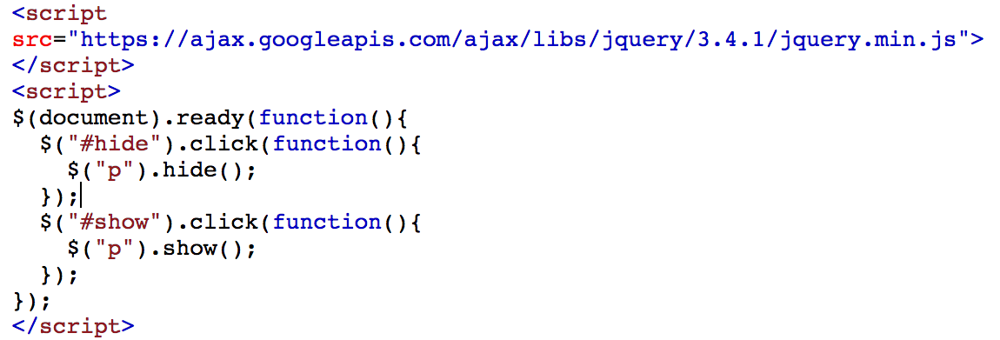 <script
src="https://ajax.googleapis.com/ajax/libs/jquery/3.4.1/jquery.min.js">
</script>
<script>
$(document).ready(function(){
  $("#hide").click(function(){
    $("p").hide();
  });
  $("#show").click(function(){
    $("p").show();
  });
});
</script>